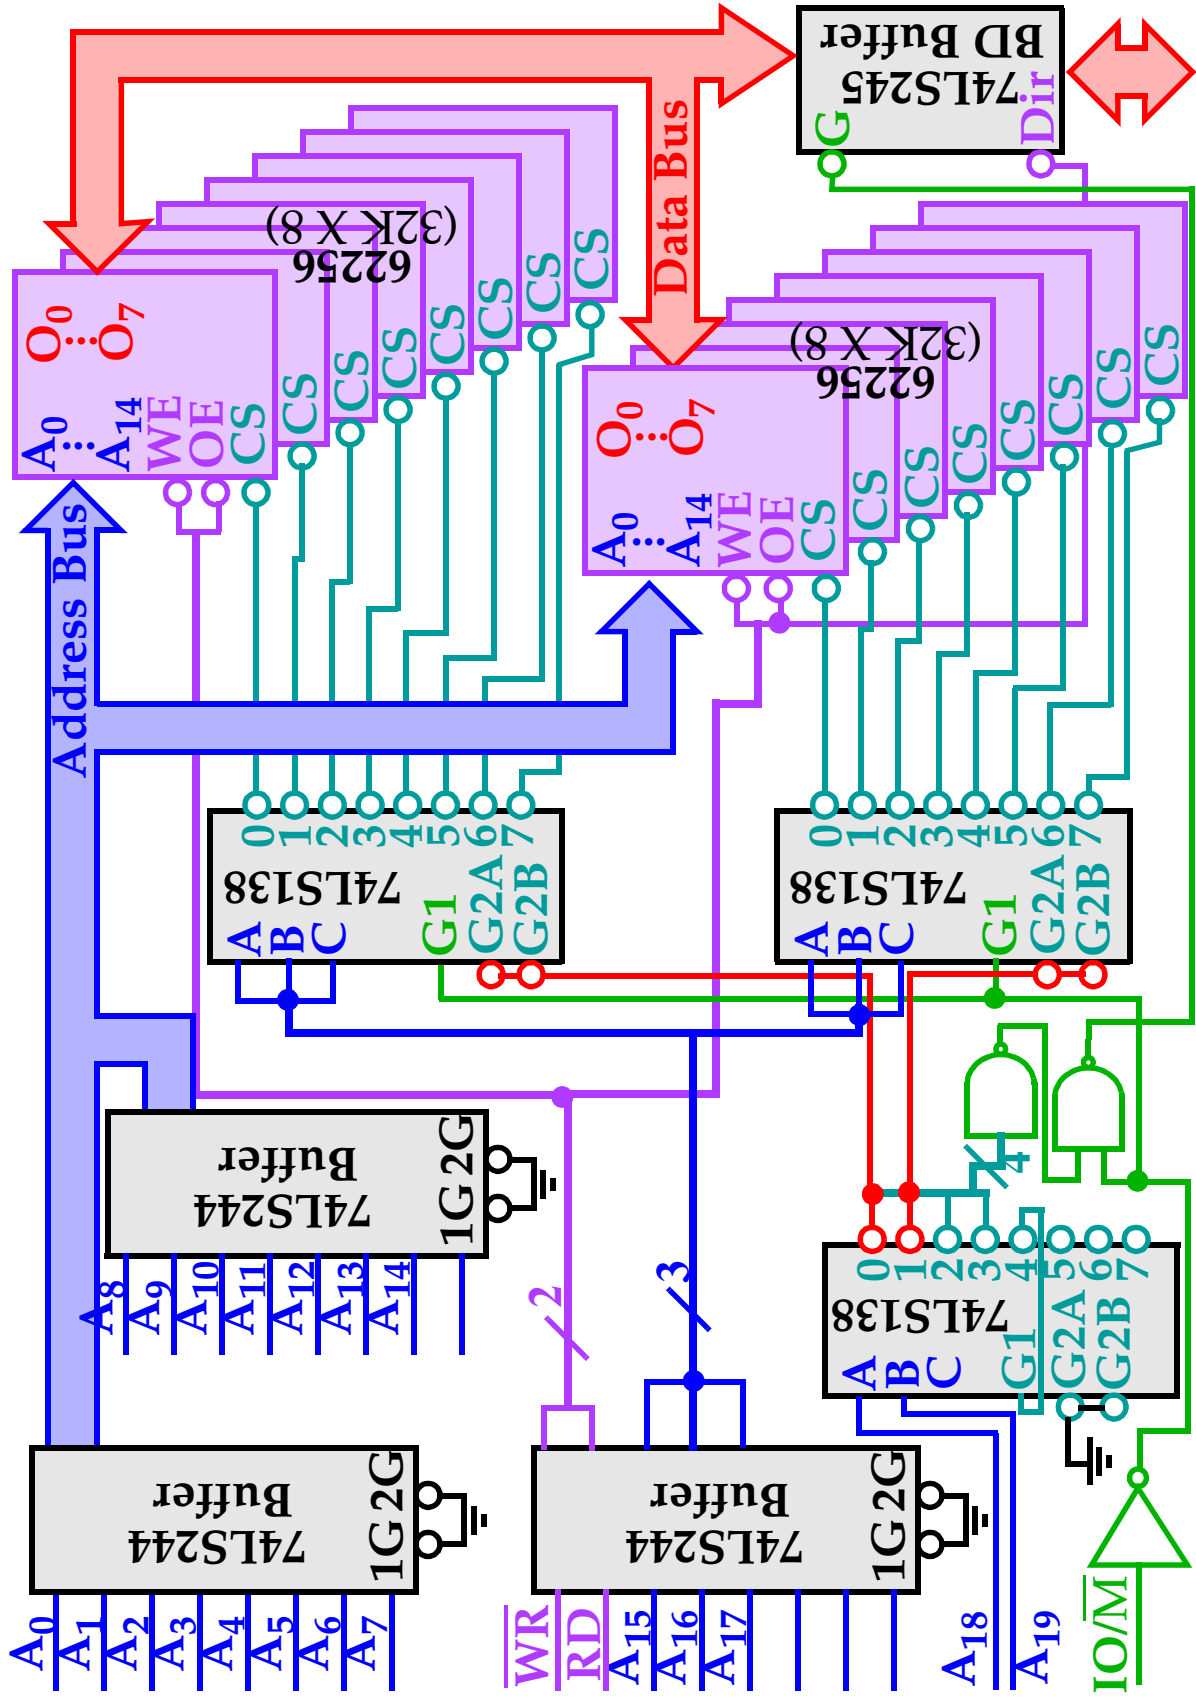 BD Buffer
74LS245
G
Dir
Data Bus
(32K X 8)
62256
CS
CS
CS
CS
CS
CS
CS
O0
O7
A0
A14
WE
OE
CS
(32K X 8)
62256
CS
CS
CS
CS
CS
CS
CS
O0
O7
A0
A14
WE
OE
CS
Address Bus
0 1 2 3 4 5 6 7
74LS138
A B C
G1
G2A
G2B
0 1 2 3 4 5 6 7
74LS138
A B C
G1
G2A
G2B
Buffer
74LS244
1G 2G
A8 A9 A10 A11 A12 A13 A14
4
2
3
0 1 2 3 4 5 6 7
74LS138
A B C
G1
G2A
G2B
Buffer
74LS244
1G 2G
A0 A1 A2 A3 A4 A5 A6 A7
Buffer
74LS244
1G 2G
WR RD A15 A16 A17
A18 A19
IO/M